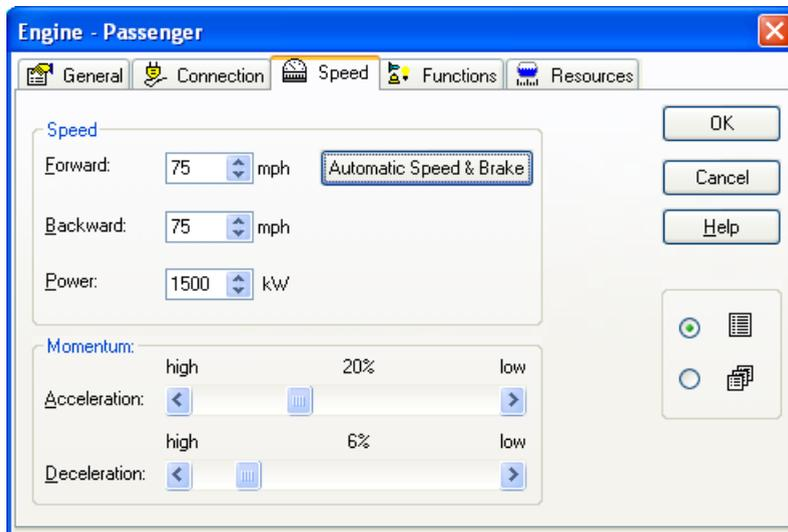 Engine - Passenger
General Connection Speed Functions Resources
Speed
Forward: 75 mph Automatic Speed & Brake
Backward: 75 mph
Power: 1500 kW
Momentum:
high 20% low
Acceleration:
high 6% low
Deceleration:
OK
Cancel
Help